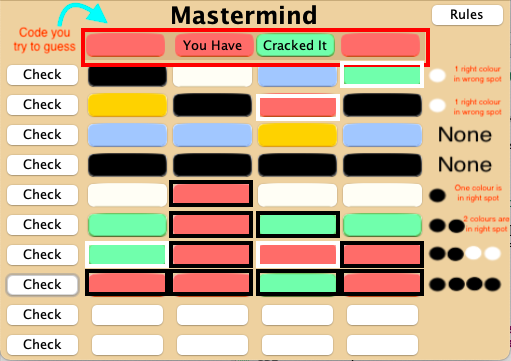 Mastermind
Rules
Code you
try to guess
You Have
Cracked It
Check
1 right colour
in wrong spot
Check
1 right colour
in wrong spot
Check
None
Check
None
Check
One colour is
in right spot
Check
2 colours are
in right spot
Check
Check
Check
Check